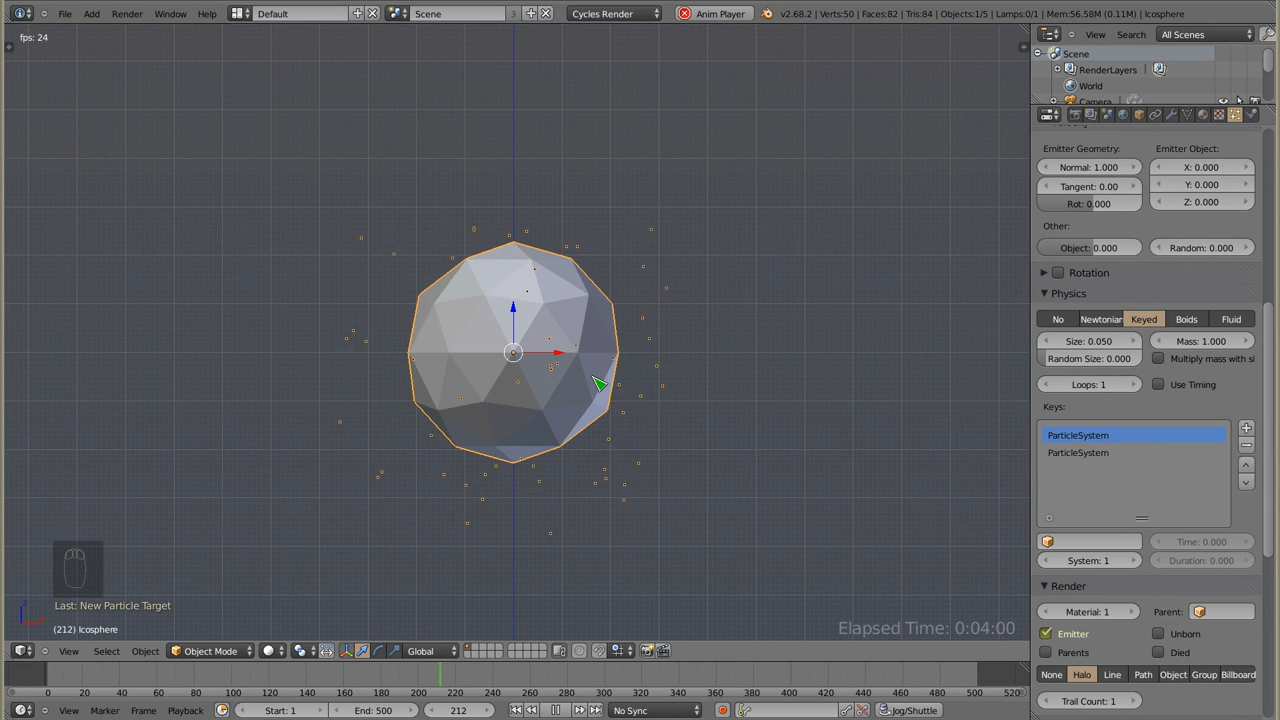 File Add Render Window Help Default Scene 3 Cycles Render Anim Player v2.68.2 | Verts:50 | Faces:82 | Tris:84 | Objects:1/5 | Lamps:0/1 | Mem:56.58M (0.11M) | Icosphere
fps: 24
View Search All Scenes
Scene
RenderLayers
World
Camera
Emitter Geometry: Emitter Object:
Normal: 1.000 X: 0.000
Tangent: 0.00 Y: 0.000
Rot: 0.000 Z: 0.000
Other:
Object: 0.000 Random: 0.000
Rotation
Physics
No Newtonian Keyed Boids Fluid
Size: 0.050 Mass: 1.000
Random Size: 0.000 Multiply mass with si
Loops: 1 Use Timing
Keys:
ParticleSystem
ParticleSystem
Time: 0.000
System: 1 Duration: 0.000
Render
Material: 1 Parent:
Emitter Unborn
Parents Died
None Halo Line Path Object Group Billboard
Trail Count: 1
Last: New Particle Target
(212) Icosphere
Elapsed Time: 0:04:00
View Select Object Object Mode Global
0 20 40 60 80 100 120 140 160 180 200 220 240 260 280 300 320 340 360 380 400 420 440 460 480 500 520
View Marker Frame Playback Start: 1 End: 500 212 No Sync Jog/Shuttle